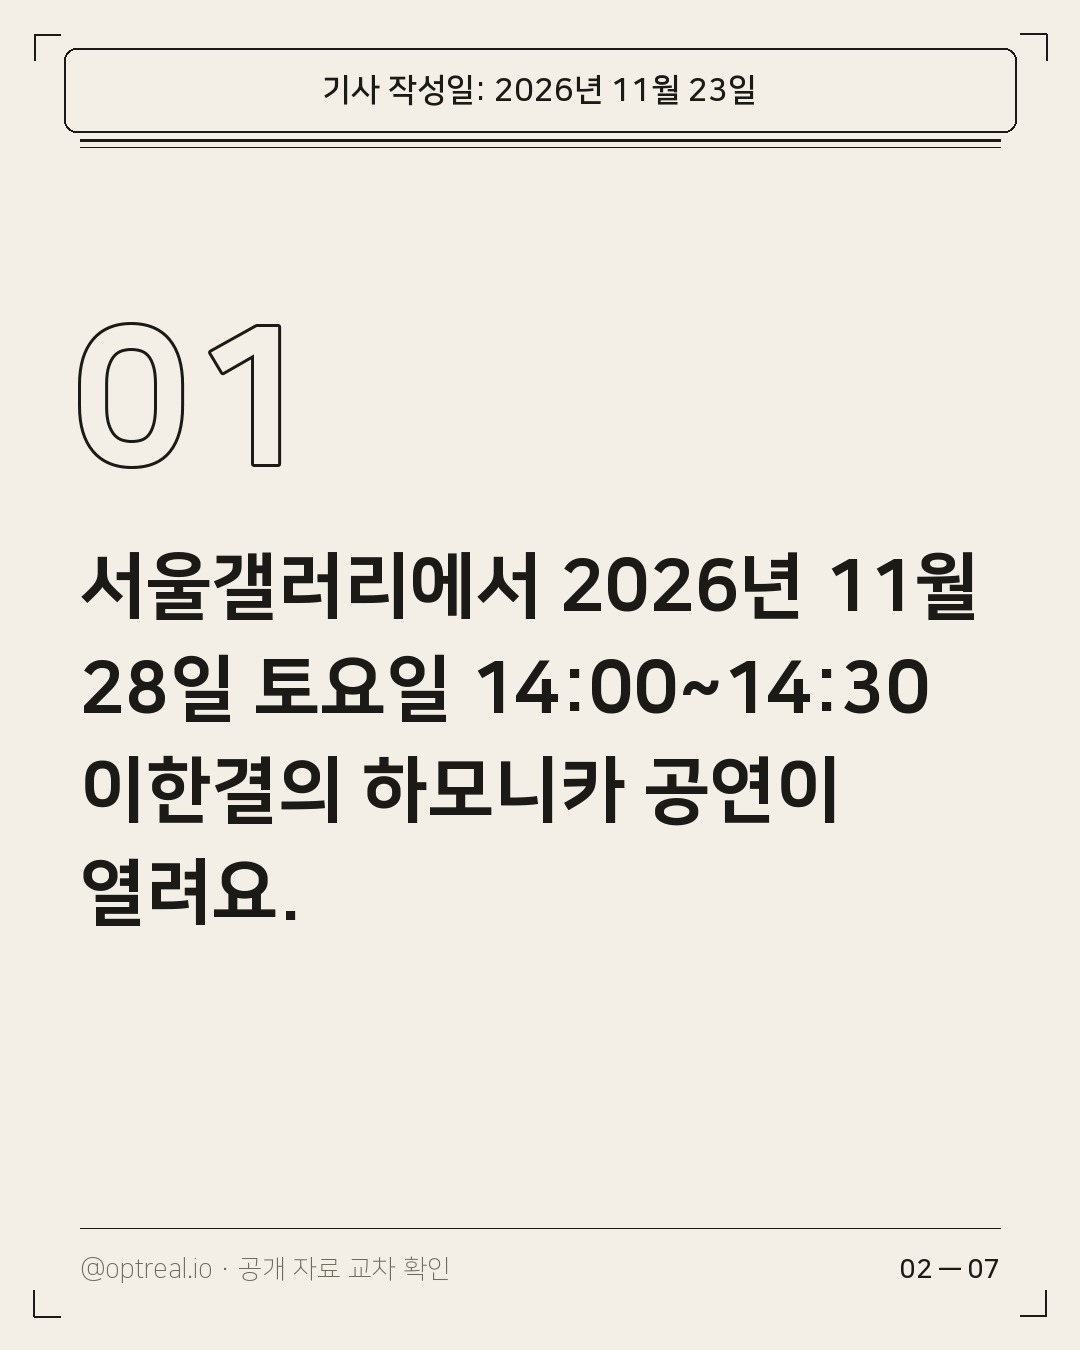 기사 작성일: 2026년 11월 23일
01
서울갤러리에서 2026년 11월
28일 토요일 14:00~14:30
이한결의 하모니카 공연이
열려요.
@optreal.io · 공개 자료 교차 확인
02 — 07